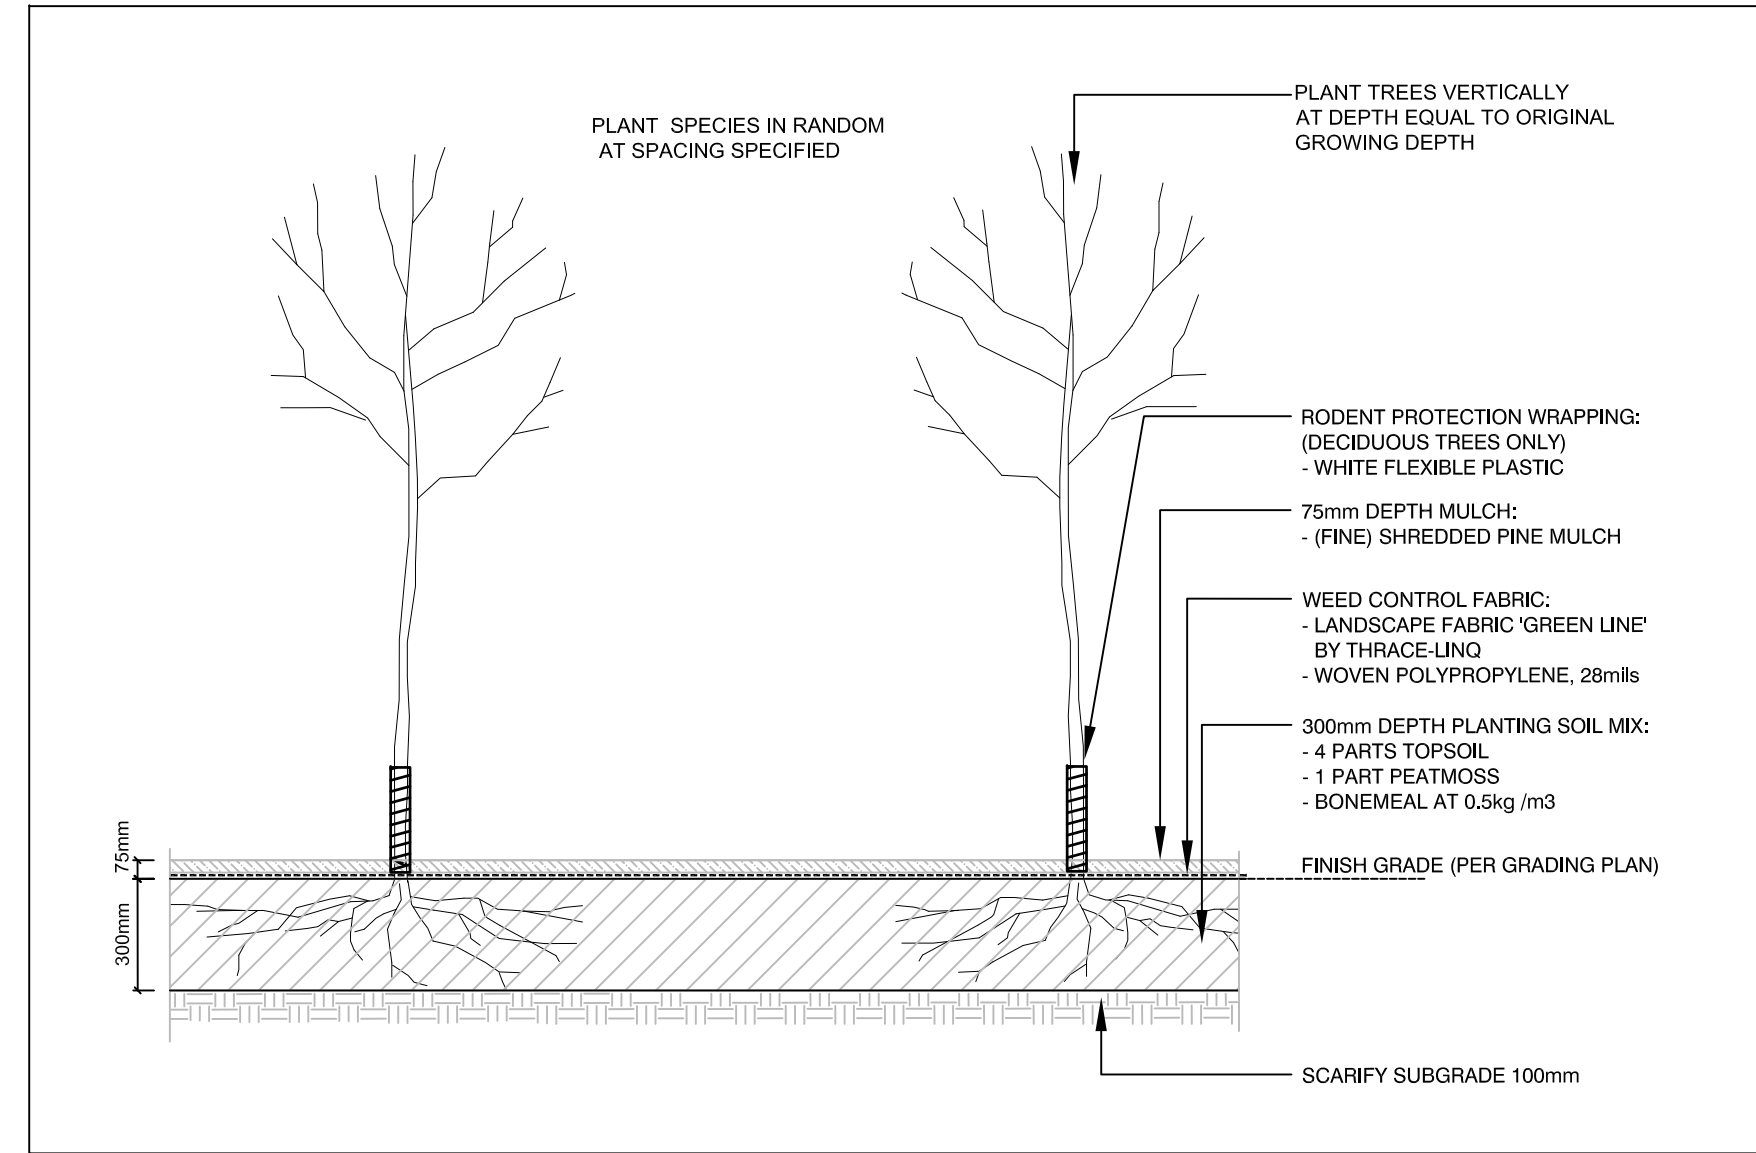 PLANT SPECIES IN RANDOM
AT SPACING SPECIFIED
PLANT TREES VERTICALLY
AT DEPTH EQUAL TO ORIGINAL
GROWING DEPTH
RODENT PROTECTION WRAPPING:
(DECIDUOUS TREES ONLY)
- WHITE FLEXIBLE PLASTIC
75mm DEPTH MULCH:
- (FINE) SHREDDED PINE MULCH
WEED CONTROL FABRIC:
- LANDSCAPE FABRIC 'GREEN LINE'
BY THRACE-LINQ
- WOVEN POLYPROPYLENE, 28mils
300mm DEPTH PLANTING SOIL MIX:
- 4 PARTS TOPSOIL
- 1 PART PEATMOSS
- BONEMEAL AT 0.5kg /m3
75mm
300mm
FINISH GRADE (PER GRADING PLAN)
SCARIFY SUBGRADE 100mm